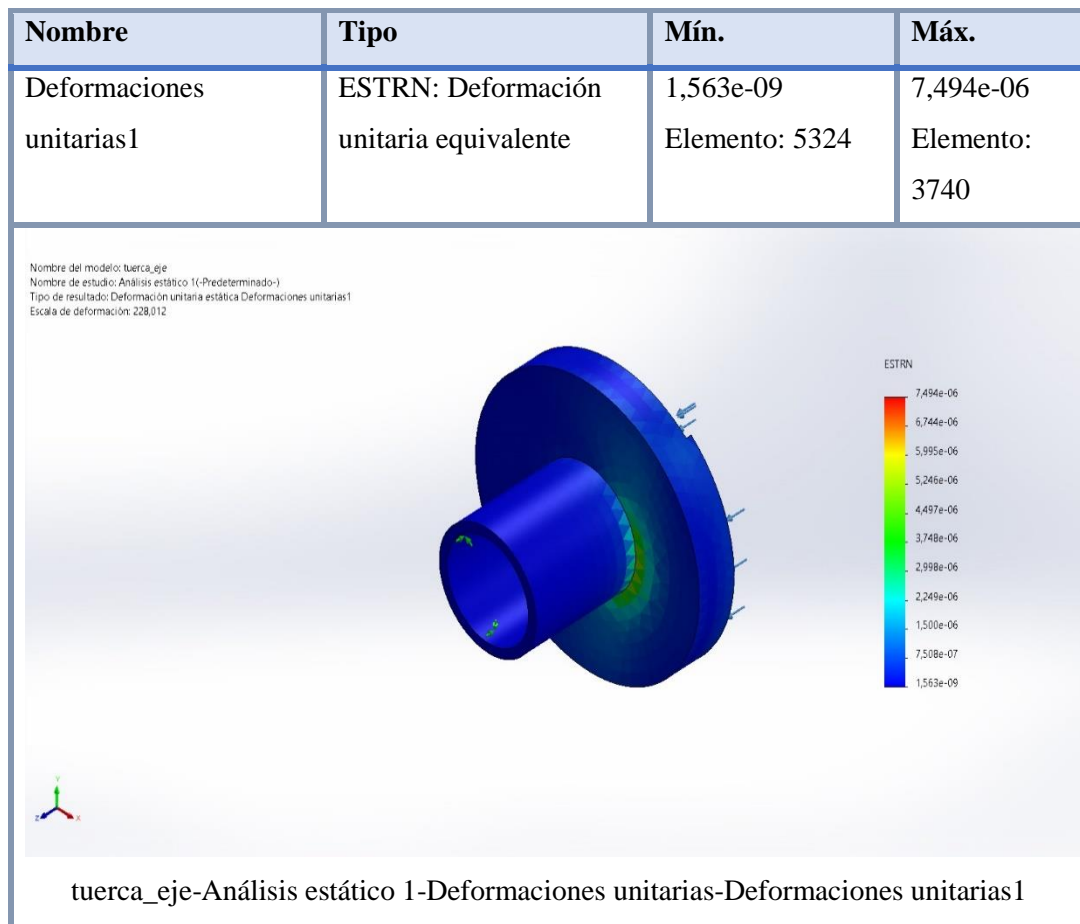 Nombre Tipo Mín. Máx.
Deformaciones ESTRN: Deformación 1,563e-09 7,494e-06
unitarias1 unitaria equivalente Elemento: 5324 Elemento:
3740
Nombre del modelo: tuerca_eje
Nombre de estudio: Análisis estático 1(-Predeterminado-)
Tipo de resultado: Deformación unitaria estática Deformaciones unitarias1
Escala de deformación: 228,012
ESTRN
7,494e-06
6,744e-06
5,995e-06
5,246e-06
4,497e-06
3,748e-06
2,998e-06
2,249e-06
1,500e-06
7,508e-07
1,563e-09
Y
Z X
tuerca_eje-Análisis estático 1-Deformaciones unitarias-Deformaciones unitarias1